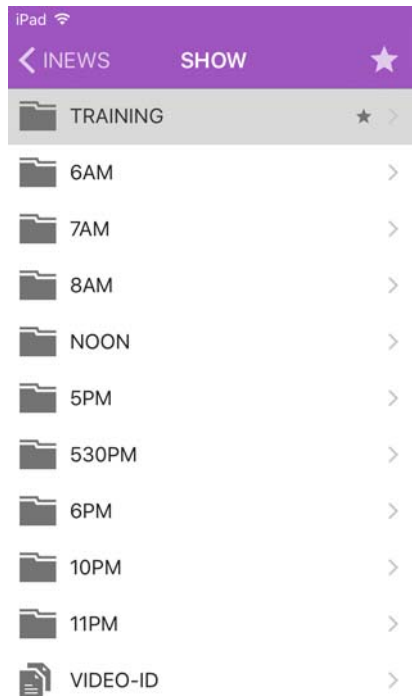 iPad
INEWS SHOW
TRAINING
6AM
7AM
8AM
NOON
5PM
530PM
6PM
10PM
11PM
VIDEO-ID